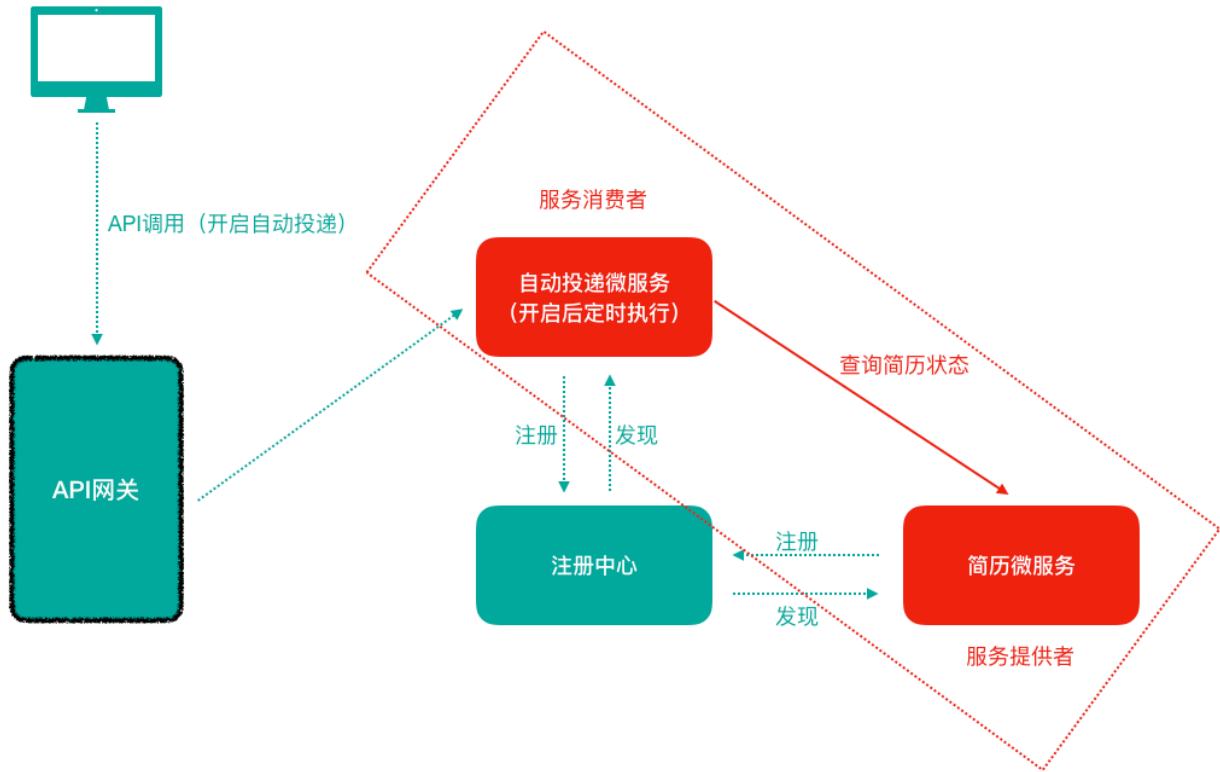 服务消费者
API调用（开启自动投递）
自动投递微服务
（开启后定时执行）
查询简历状态
注册
发现
API网关
注册中心
注册
发现
简历微服务
服务提供者